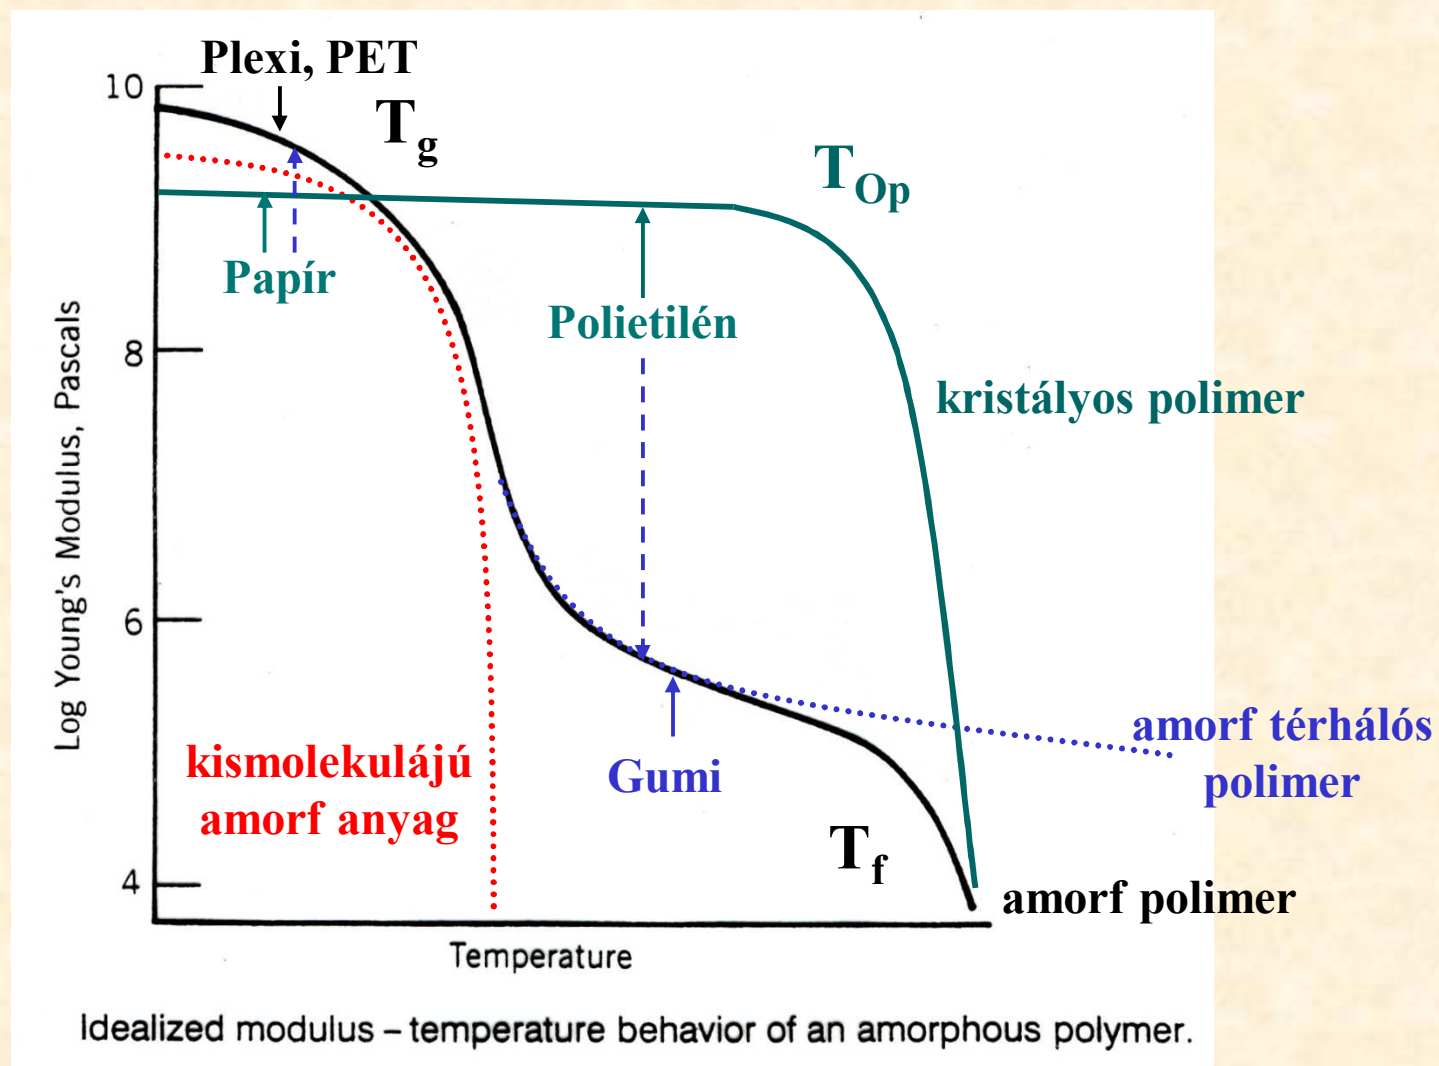 Plexi, PET
10
Tg
TOp
Papír
Polietilén
8
kristályos polimer
Log Young's Modulus, Pascals
6
amorf térhálós
polimer
kismolekulájú
amorf anyag
Gumi
Tf
4
amorf polimer
Temperature
Idealized modulus – temperature behavior of an amorphous polymer.